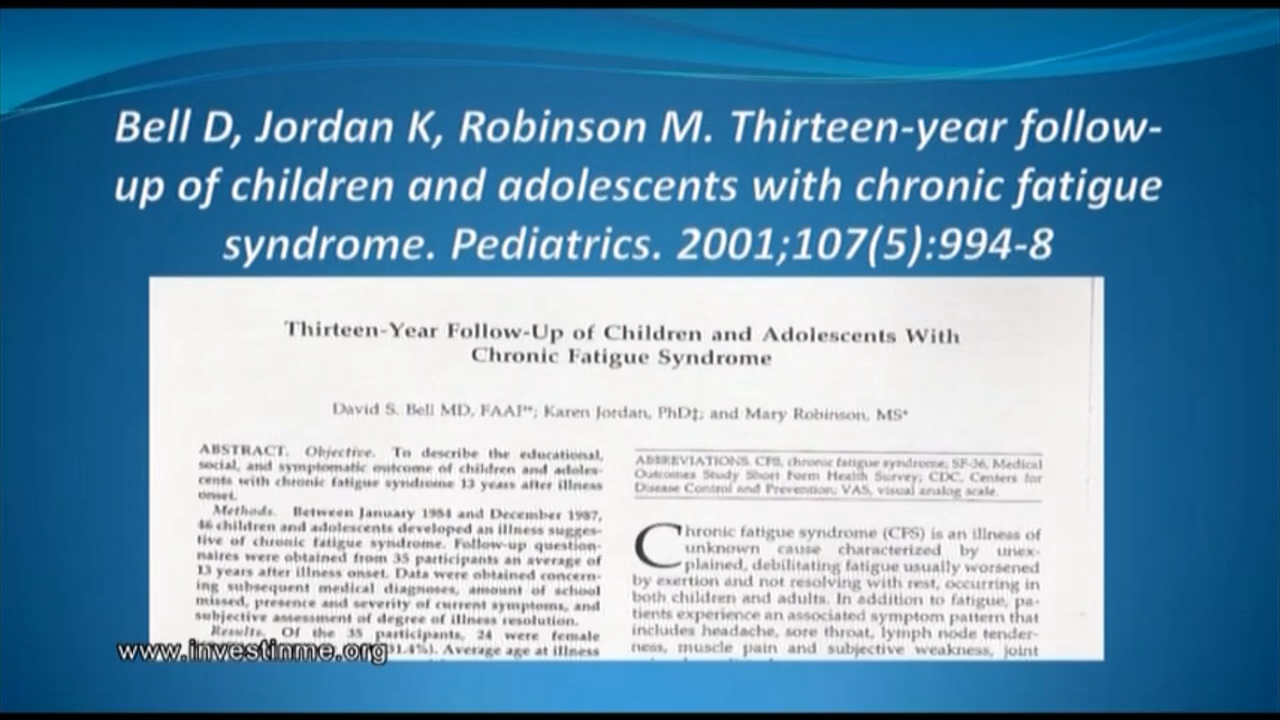 Bell D, Jordan K, Robinson M. Thirteen-year follow-
up of children and adolescents with chronic fatigue
syndrome. Pediatrics. 2001;107(5):994-8
Thirteen-Year Follow-Up of Children and Adolescents With
Chronic Fatigue Syndrome
David S. Bell MD, FAAP*; Karen Jordan, PhD‡; and Mary Robinson, MS*
ABSTRACT. Objective. To describe the educational,
social, and symptomatic outcome of children and adoles-
cents with chronic fatigue syndrome 13 years after illness
onset.
Methods. Between January 1984 and December 1987,
46 children and adolescents developed an illness sugges-
tive of chronic fatigue syndrome. Follow-up question-
naires were obtained from 35 participants an average of
13 years after illness onset. Data were obtained concern-
ing subsequent medical diagnoses, amount of school
missed, presence and severity of current symptoms, and
subjective assessment of degree of illness resolution.
Results. Of the 35 participants, 24 were female
31.4%). Average age at illness
ABBREVIATIONS. CFS, chronic fatigue syndrome; SF-36, Medical
Outcomes Study Short Form Health Survey; CDC, Centers for
Disease Control and Prevention; VAS, visual analog scale.
Chronic fatigue syndrome (CFS) is an illness of
unknown cause characterized by unex-
plained, debilitating fatigue usually worsened
by exertion and not resolving with rest, occurring in
both children and adults. In addition to fatigue, pa-
tients experience an associated symptom pattern that
includes headache, sore throat, lymph node tender-
ness, muscle pain and subjective weakness, joint
www.investinme.org